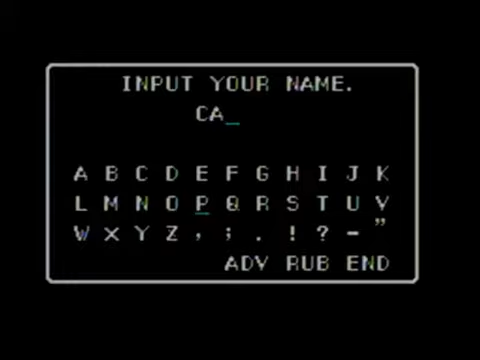 INPUT YOUR NAME.
CA_
A B C D E F G H I J K
L M N O P Q R S T U V
W X Y Z , ; . ! ? - "
ADV RUB END